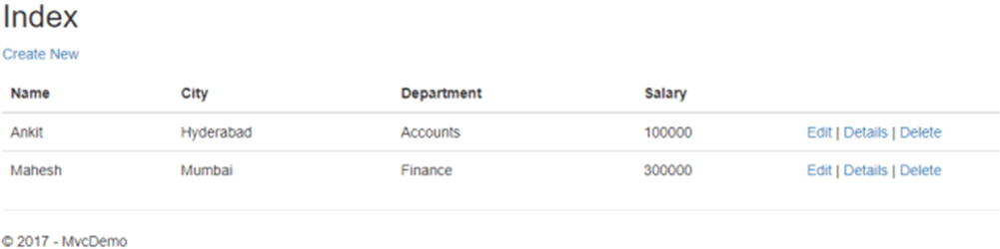 Index
Create New
Name City Department Salary
Ankit Hyderabad Accounts 100000 Edit | Details | Delete
Mahesh Mumbai Finance 300000 Edit | Details | Delete
© 2017 - MvcDemo